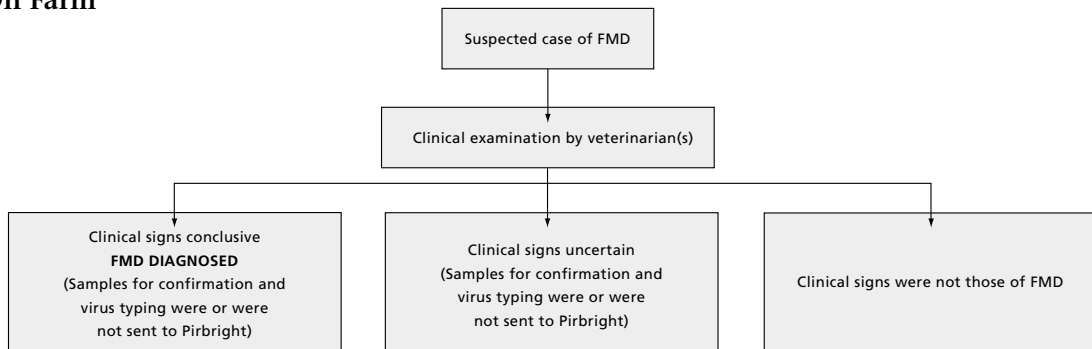 Farm
Suspected case of FMD
Clinical examination by veterinarian(s)
Clinical signs conclusive
FMD DIAGNOSED
(Samples for confirmation and
virus typing were or were
not sent to Pirbright)
Clinical signs uncertain
(Samples for confirmation and
virus typing were or were
not sent to Pirbright)
Clinical signs were not those of FMD